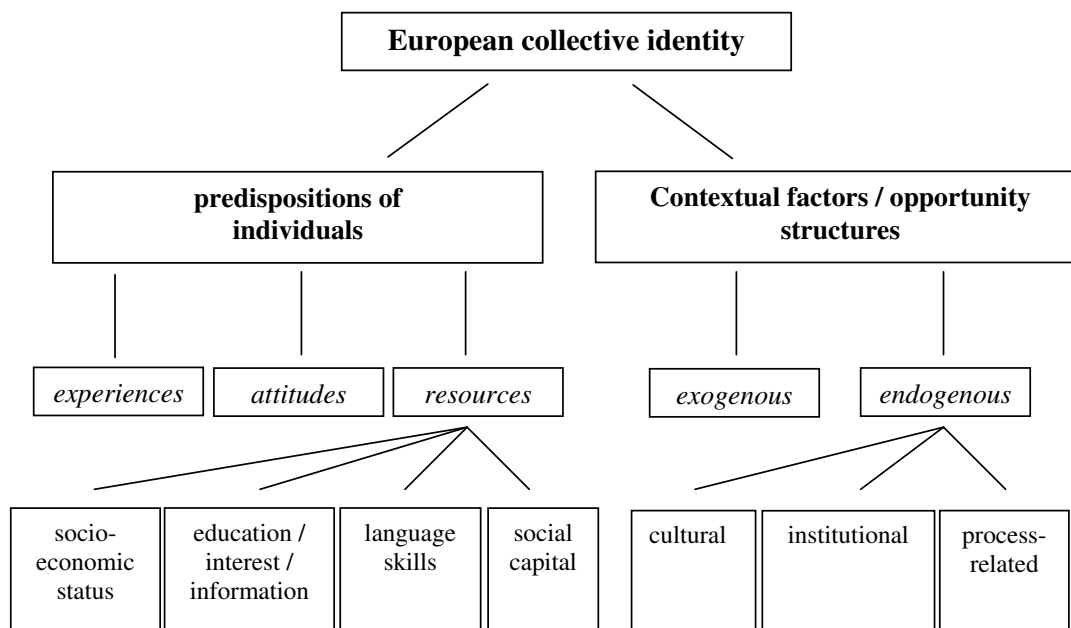 European collective identity
predispositions of
individuals
Contextual factors / opportunity
structures
experiences
attitudes
resources
exogenous
endogenous
socio-
economic
status
education /
interest /
information
language
skills
social
capital
cultural
institutional
process-
related